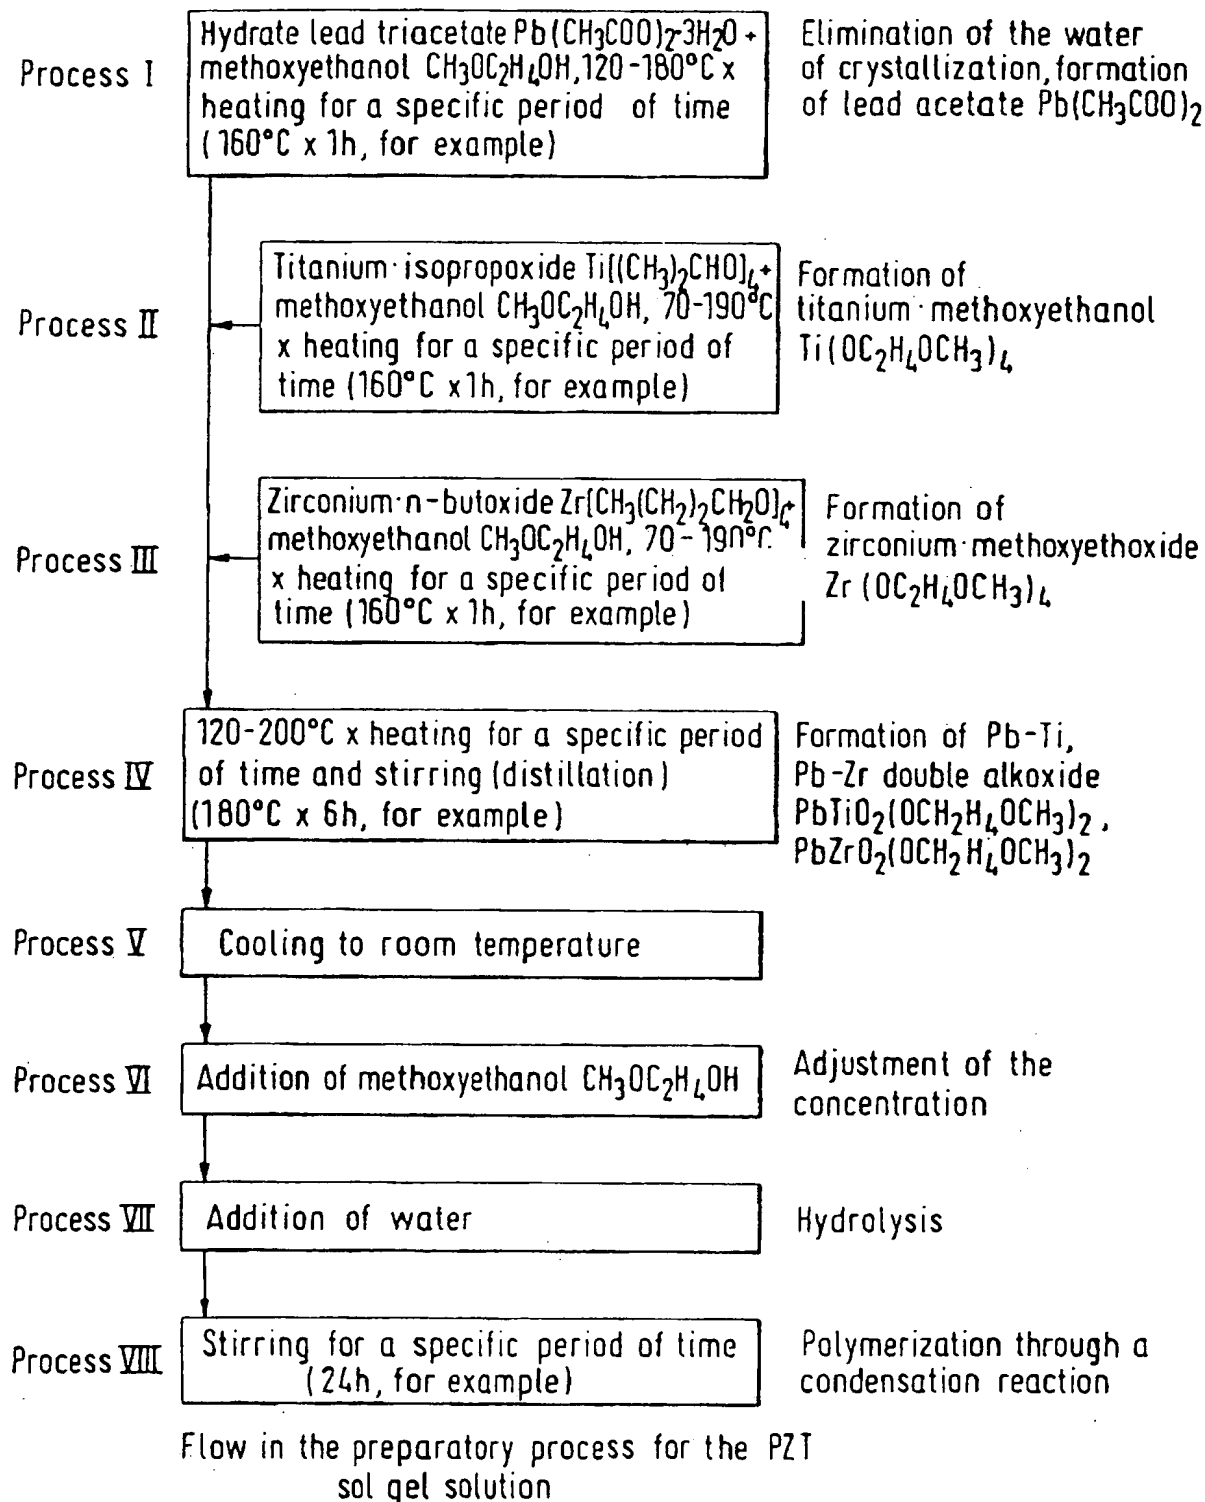 Process I
Hydrate lead triacetate Pb(CH3COO)2·3H2O +
methoxyethanol CH3OC2H4OH,120-180°C x
heating for a specific period of time
(160°C x 1h, for example)
Elimination of the water
of crystallization, formation
of lead acetate Pb(CH3COO)2
Process II
Titanium·isopropoxide Ti[(CH3)2CHO]4+
methoxyethanol CH3OC2H4OH, 70-190°C
x heating for a specific period of
time (160°C x1h, for example)
Formation of
titanium·methoxyethanol
Ti(OC2H4OCH3)4
Process III
Zirconium·n-butoxide Zr[CH3(CH2)2CH2O]4+
methoxyethanol CH3OC2H4OH, 70-190°C
x heating for a specific period of
time (160°C x 1h, for example)
Formation of
zirconium·methoxyethoxide
Zr (OC2H4OCH3)4
Process IV
120-200°C x heating for a specific period
of time and stirring (distillation)
(180°C x 6h, for example)
Formation of Pb-Ti,
Pb-Zr double alkoxide
PbTiO2(OCH2H4OCH3)2 ,
PbZrO2(OCH2H4OCH3)2
Process V
Cooling to room temperature
Process VI
Addition of methoxyethanol CH3OC2H4OH
Adjustment of the
concentration
Process VII
Addition of water
Hydrolysis
Process VIII
Stirring for a specific period of time
(24h, for example)
Polymerization through a
condensation reaction
Flow in the preparatory process for the PZT
sol gel solution